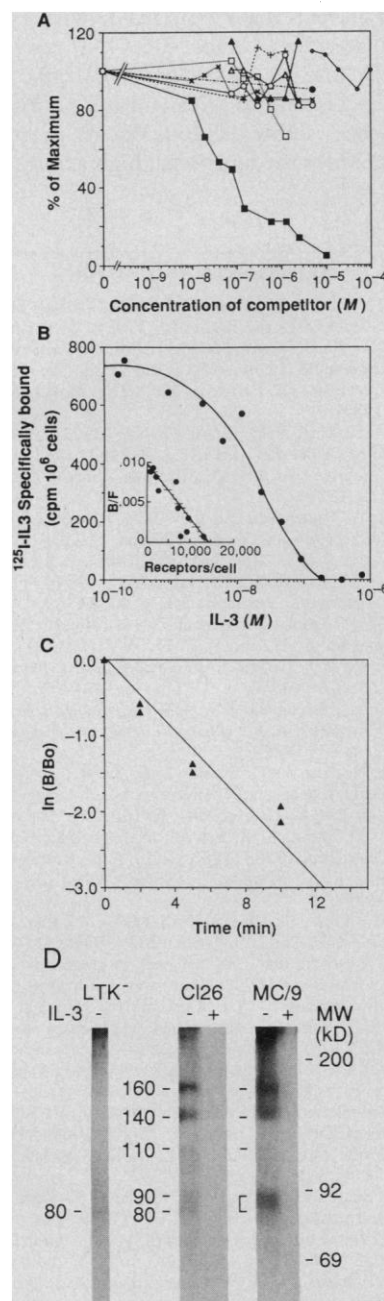 A
% of Maximum
120
80
40
0
0
10⁻⁹
10⁻⁸
10⁻⁷
10⁻⁶
10⁻⁵
10⁻⁴
Concentration of competitor (M)
B
¹²⁵I-IL3 Specifically bound
(cpm 10⁶ cells)
800
600
400
200
0
B/F
.010
.005
0
0
10,000
20,000
Receptors/cell
10⁻¹⁰
10⁻⁸
10⁻⁶
IL-3 (M)
C
ln (B/Bo)
0.0
−1.0
−2.0
−3.0
0
4
8
12
Time (min)
D
LTK⁻ Cl26 MC/9
IL-3 - - + - + MW
(kD)
- 200
160 -
140 -
110 -
90 - - 92
80 - 80 -
- 69